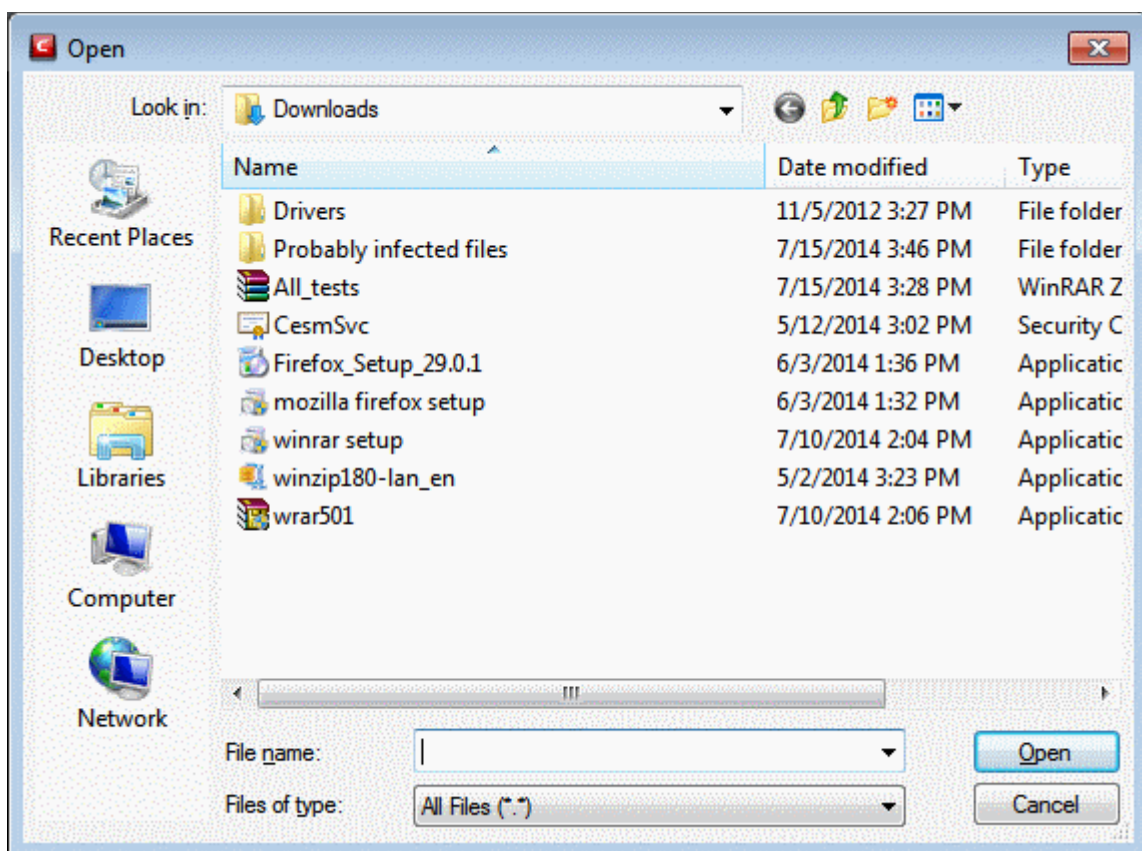 Open
Look in: Downloads
Name Date modified Type
Drivers 11/5/2012 3:27 PM File folder
Probably infected files 7/15/2014 3:46 PM File folder
All_tests 7/15/2014 3:28 PM WinRAR Z
CesmSvc 5/12/2014 3:02 PM Security C
Firefox_Setup_29.0.1 6/3/2014 1:36 PM Applicatic
mozilla firefox setup 6/3/2014 1:32 PM Applicatic
winrar setup 7/10/2014 2:04 PM Applicatic
winzip180-lan_en 5/2/2014 3:23 PM Applicatic
wrar501 7/10/2014 2:06 PM Applicatic
Recent Places
Desktop
Libraries
Computer
Network
File name: Open
Files of type: All Files (*.*) Cancel